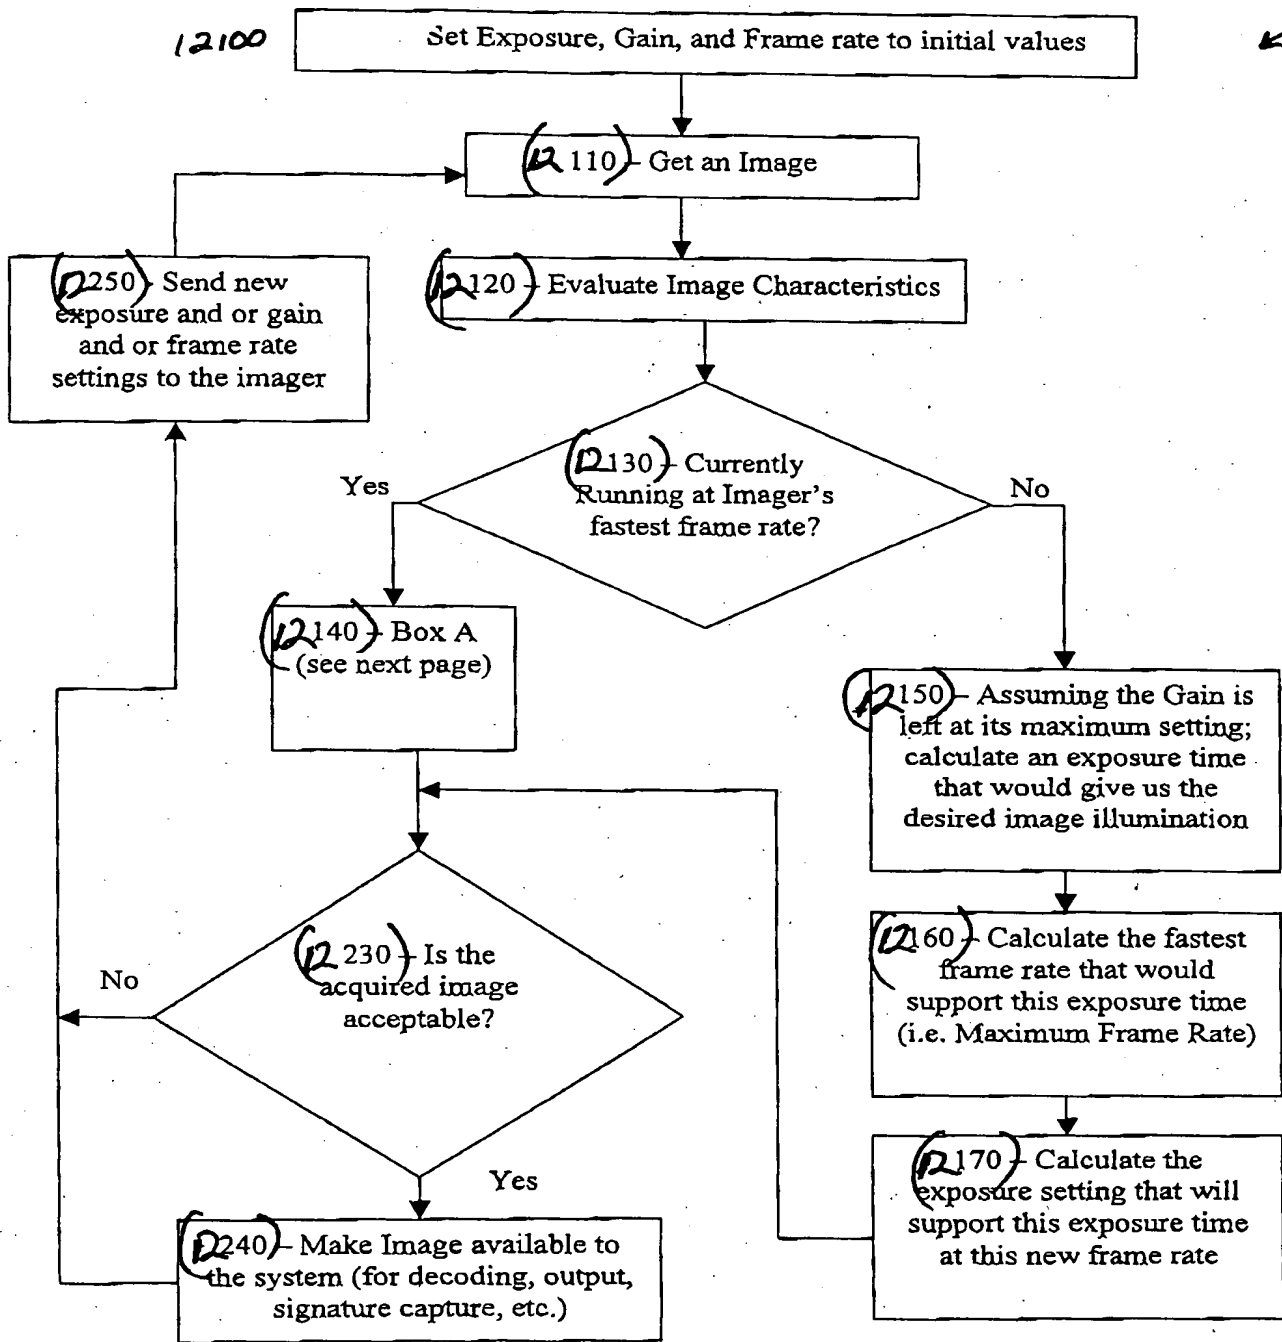 12100
Set Exposure, Gain, and Frame rate to initial values
(12110) - Get an Image
(12250) - Send new
exposure and or gain
and or frame rate
settings to the imager
(12120) - Evaluate Image Characteristics
(12130) - Currently
Running at Imager's
fastest frame rate?
Yes
No
(12140) - Box A
(see next page)
(12150) - Assuming the Gain is
left at its maximum setting;
calculate an exposure time
that would give us the
desired image illumination
(12160) - Calculate the fastest
frame rate that would
support this exposure time
(i.e. Maximum Frame Rate)
(12230) - Is the
acquired image
acceptable?
No
Yes
(12170) - Calculate the
exposure setting that will
support this exposure time
at this new frame rate
(12240) - Make Image available to
the system (for decoding, output,
signature capture, etc.)